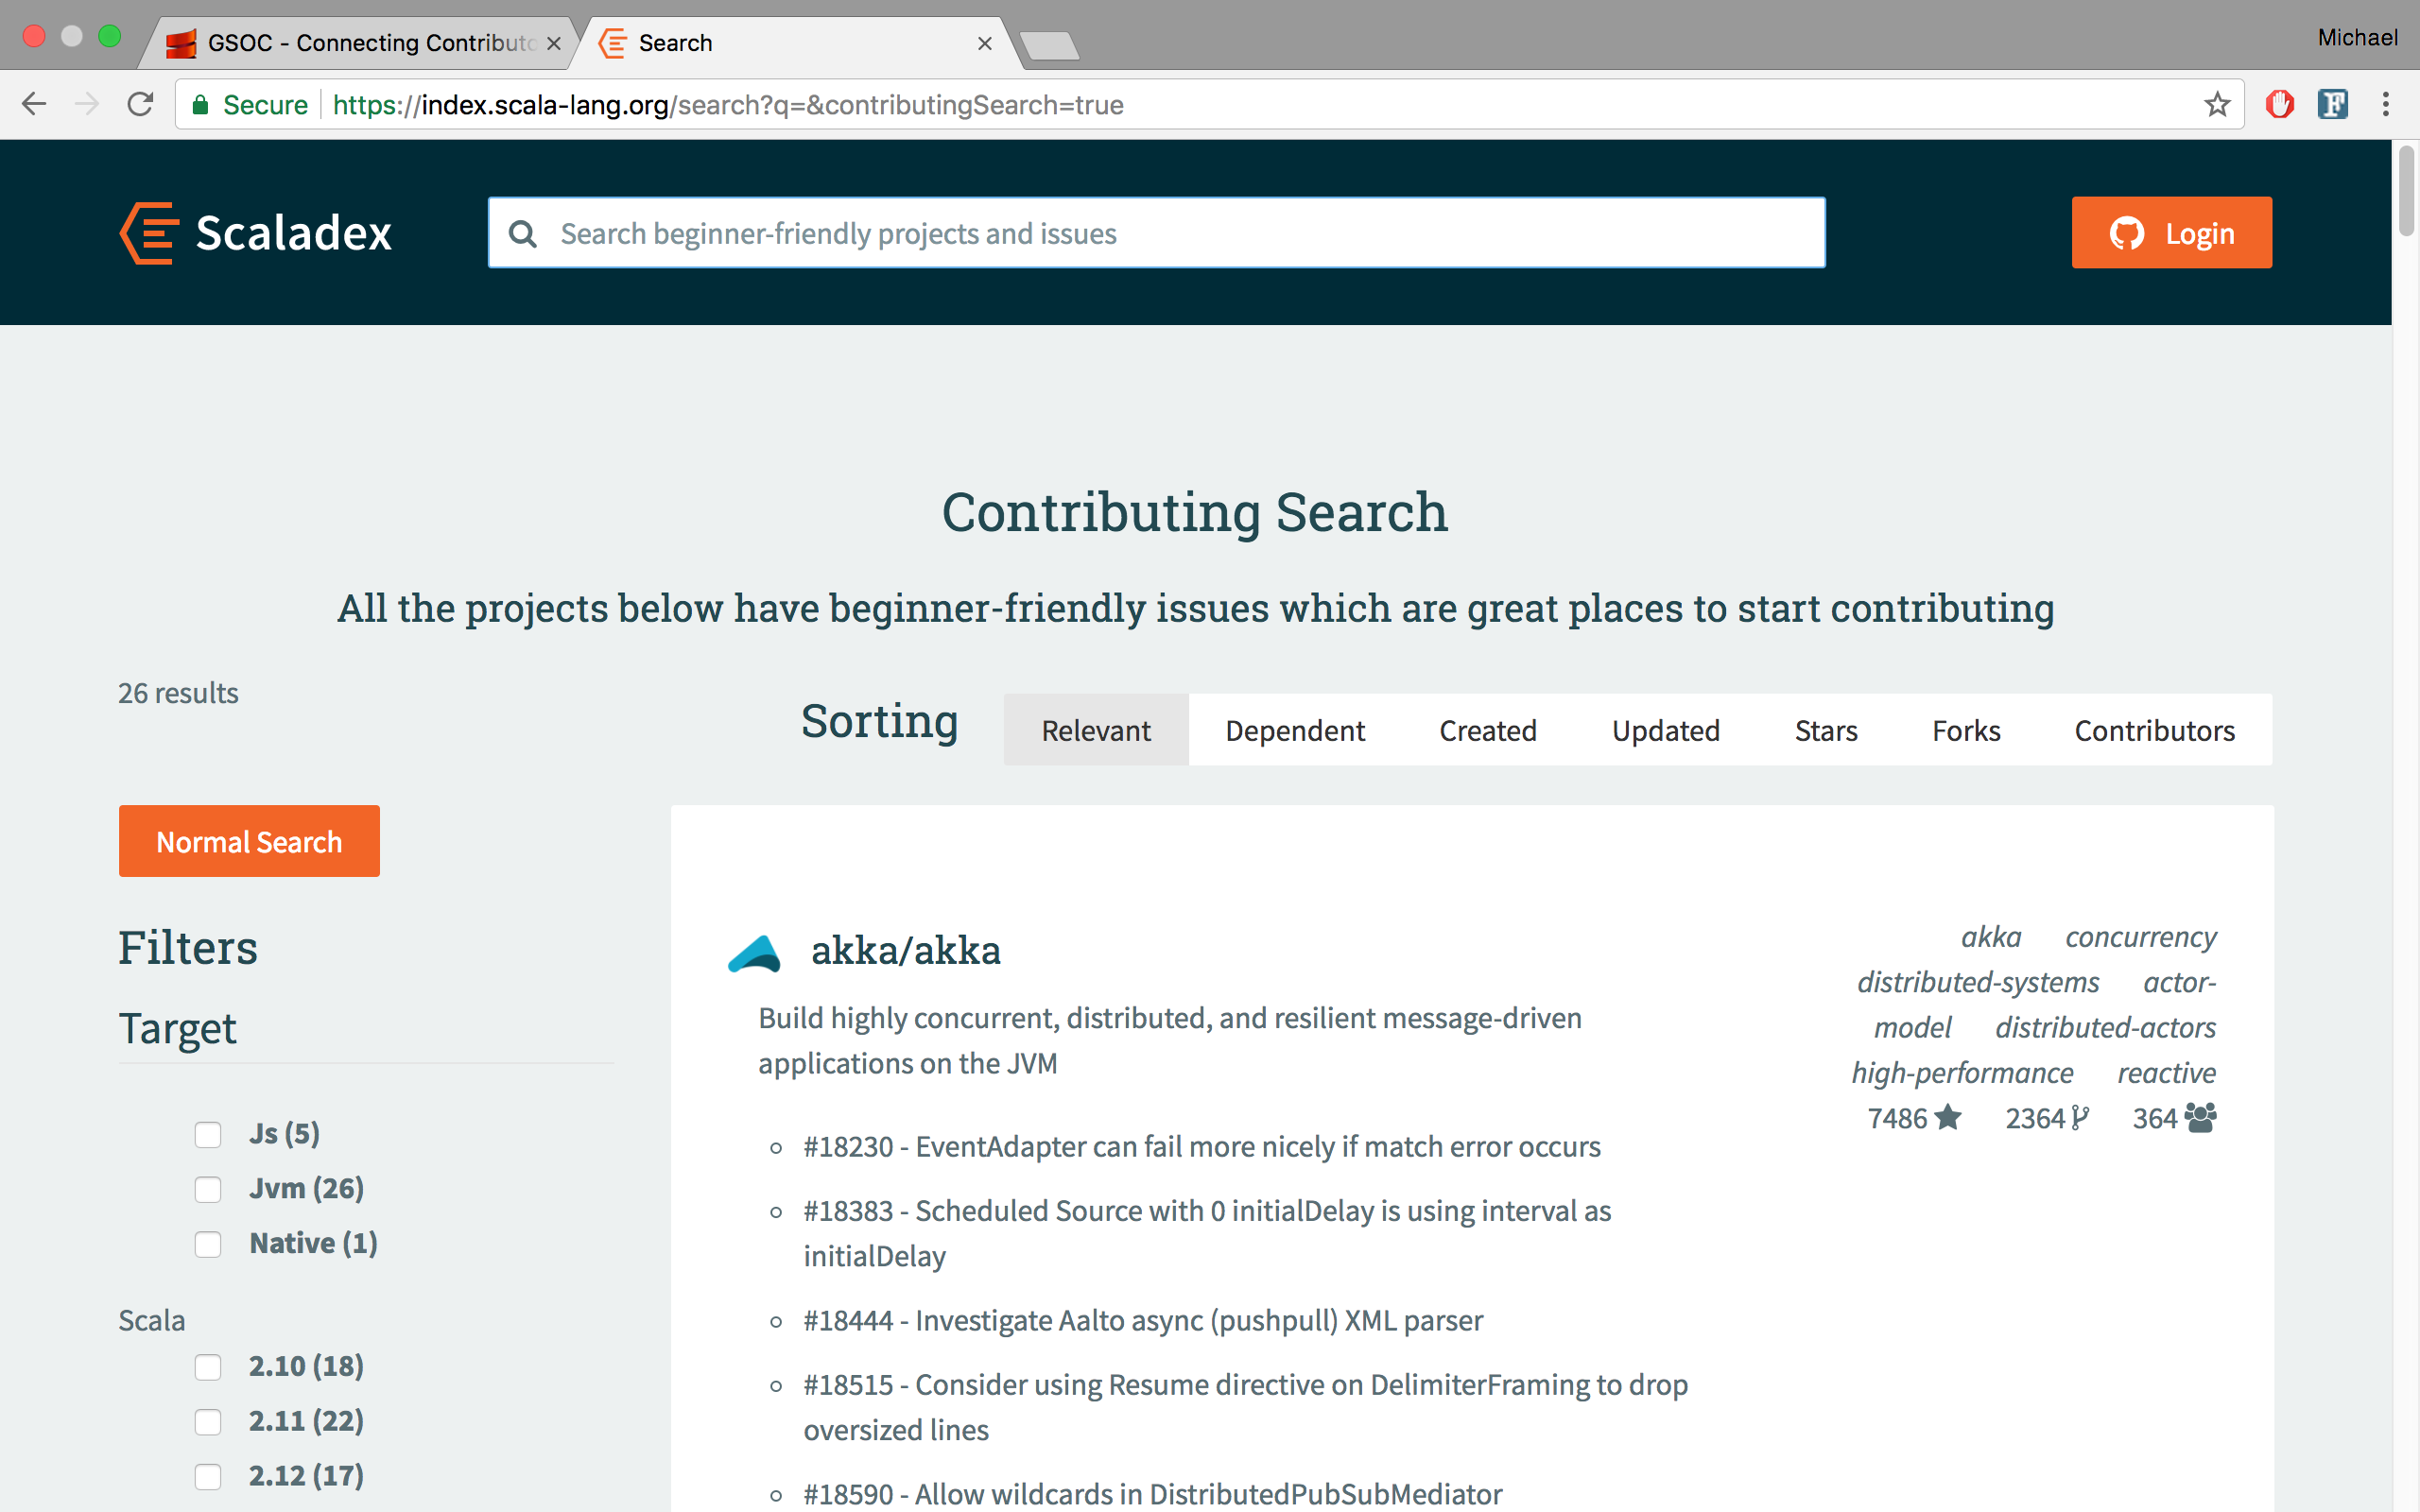 GSOC - Connecting Contributo
Search
Michael
Secure https://index.scala-lang.org/search?q=&contributingSearch=true
Scaladex
Search beginner-friendly projects and issues
Login
Contributing Search
All the projects below have beginner-friendly issues which are great places to start contributing
26 results
Sorting
Relevant Dependent Created Updated Stars Forks Contributors
Normal Search
Filters
Target
Js (5)
Jvm (26)
Native (1)
Scala
2.10 (18)
2.11 (22)
2.12 (17)
akka/akka
Build highly concurrent, distributed, and resilient message-driven
applications on the JVM
#18230 - EventAdapter can fail more nicely if match error occurs
#18383 - Scheduled Source with 0 initialDelay is using interval as
initialDelay
#18444 - Investigate Aalto async (pushpull) XML parser
#18515 - Consider using Resume directive on DelimiterFraming to drop
oversized lines
#18590 - Allow wildcards in DistributedPubSubMediator
akka concurrency
distributed-systems actor-
model distributed-actors
high-performance reactive
7486 2364 364